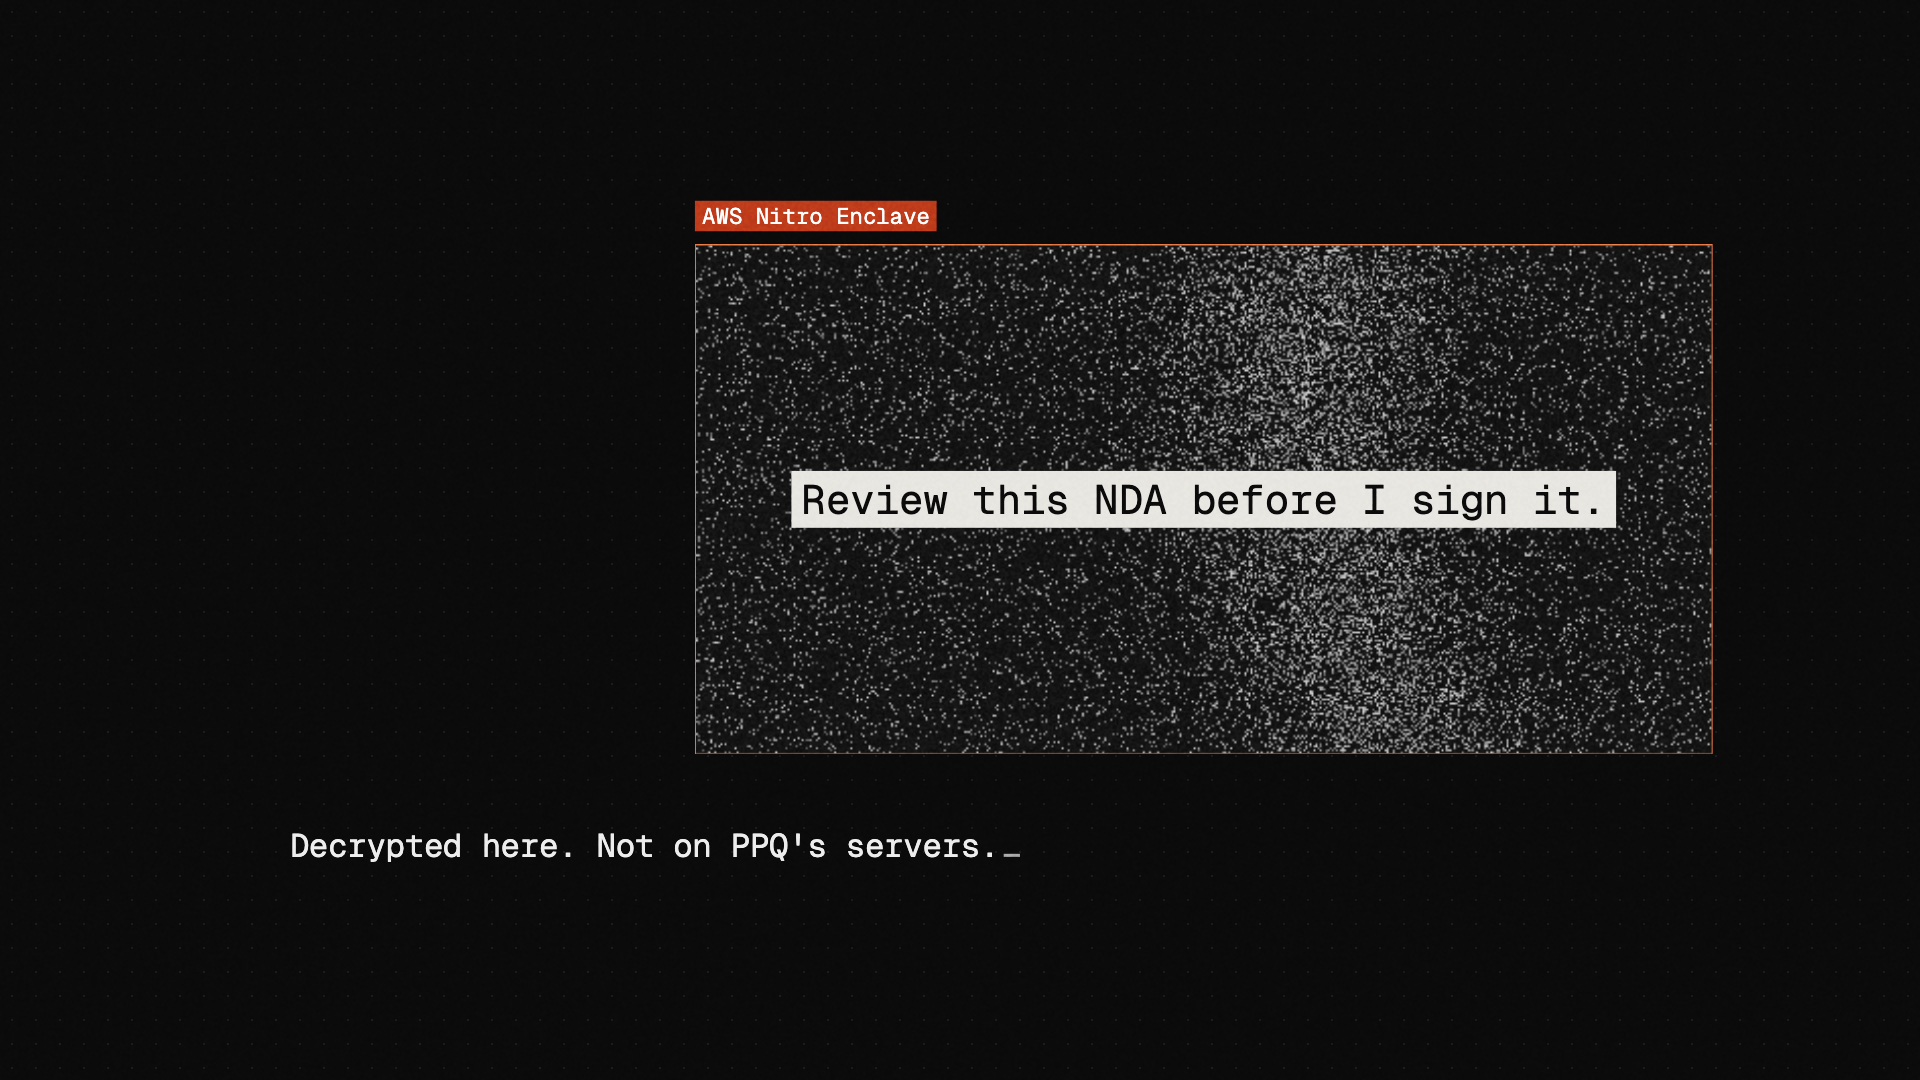 AWS Nitro Enclave
Review this NDA before I sign it.
Decrypted here. Not on PPQ's servers._